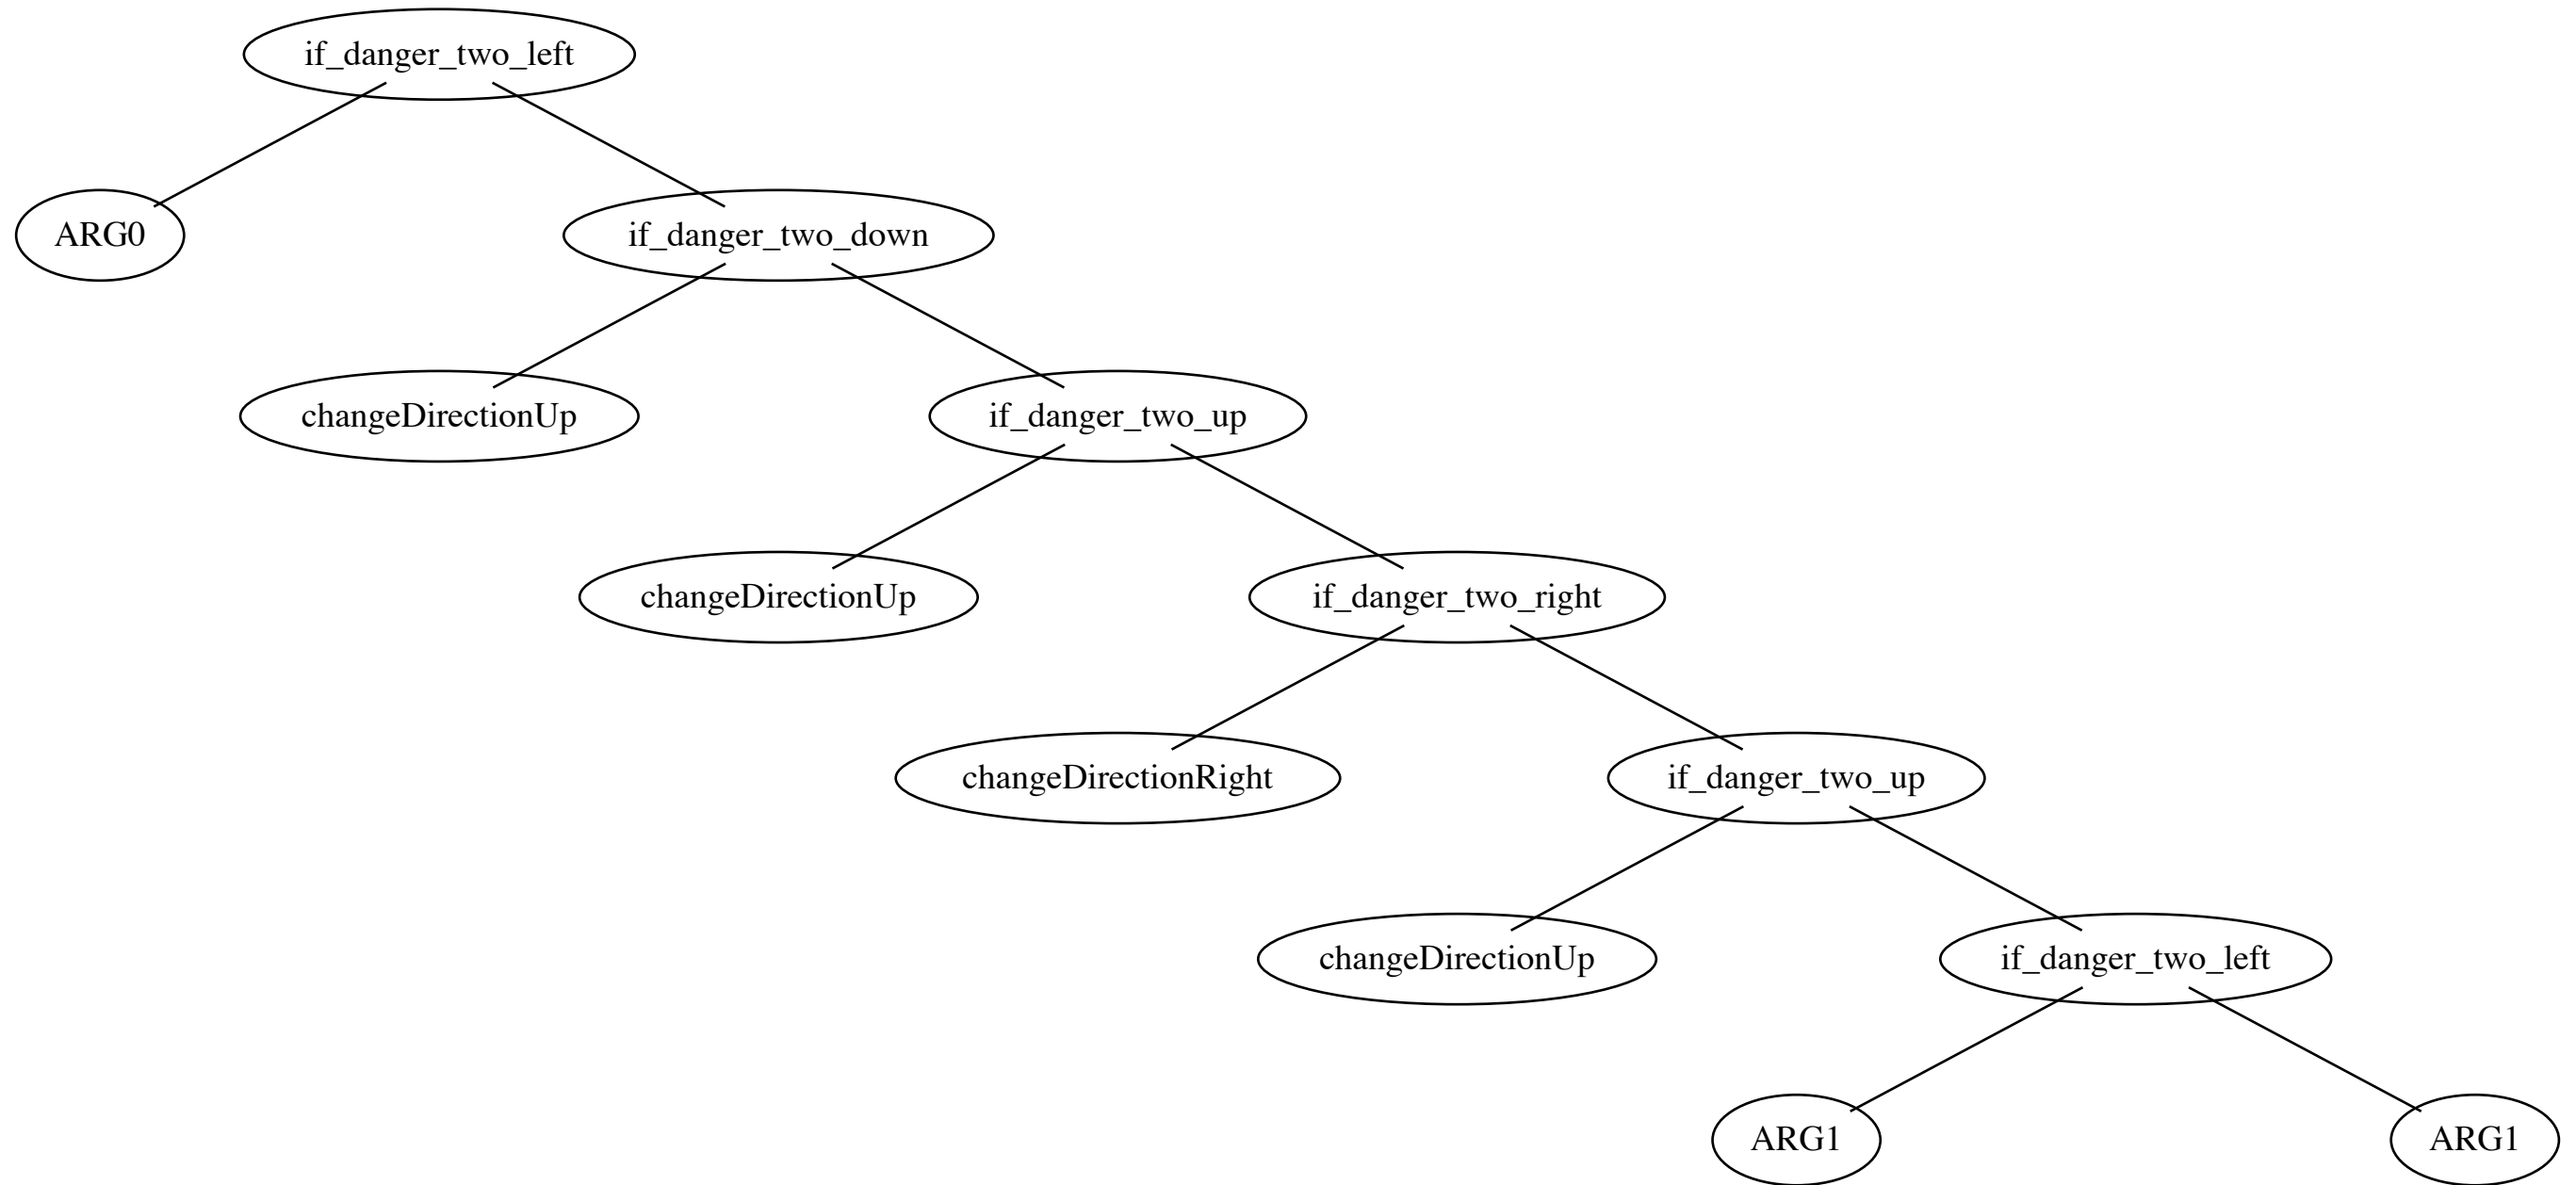 if_danger_two_left
ARG0
if_danger_two_down
changeDirectionUp
if_danger_two_up
changeDirectionUp
if_danger_two_right
changeDirectionRight
if_danger_two_up
changeDirectionUp
if_danger_two_left
ARG1
ARG1